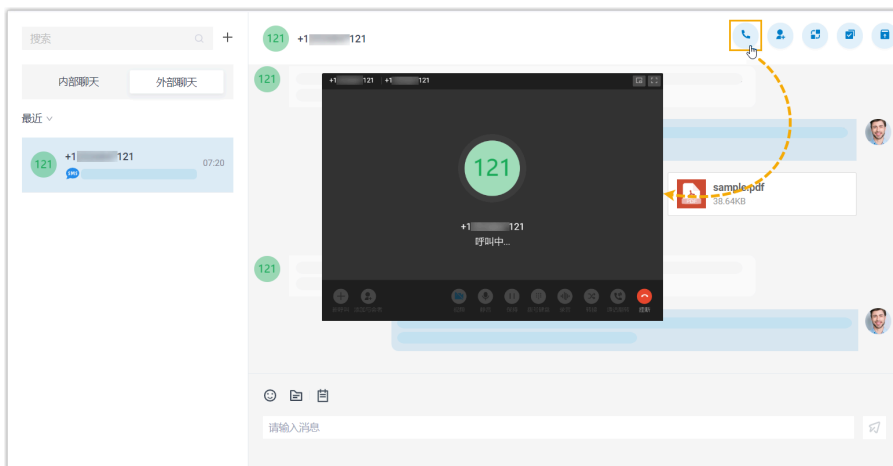 搜索
121 +1 121
内部聊天 外部聊天
121
+1 121 +1 121
最近
121
+1 121
SMS
07:20
121
sample.pdf
38.64KB
+1 121
呼叫中...
121
请输入消息